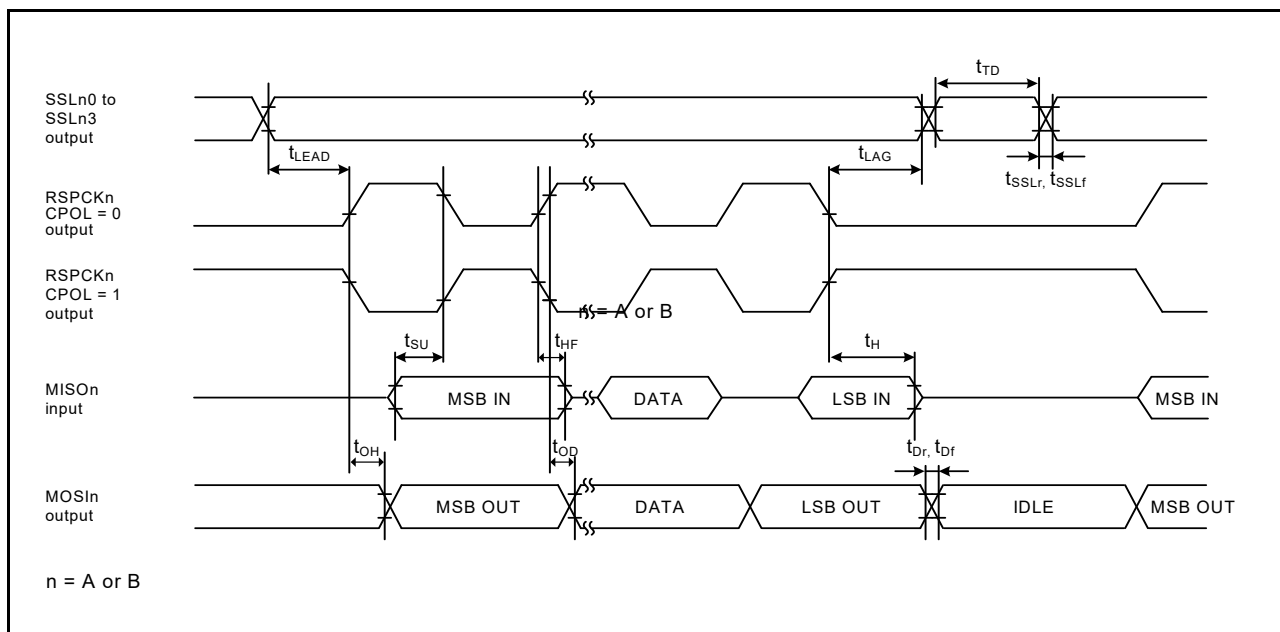 tTD
SSLn0 to
SSLn3
output
tLEAD
tLAG
tSSLr, tSSLf
RSPCKn
CPOL = 0
output
RSPCKn
CPOL = 1
output
n = A or B
tSU
tHF
tH
MISOn
input
MSB IN
DATA
LSB IN
MSB IN
tOH
tOD
tDr, tDf
MOSIn
output
MSB OUT
DATA
LSB OUT
IDLE
MSB OUT
n = A or B